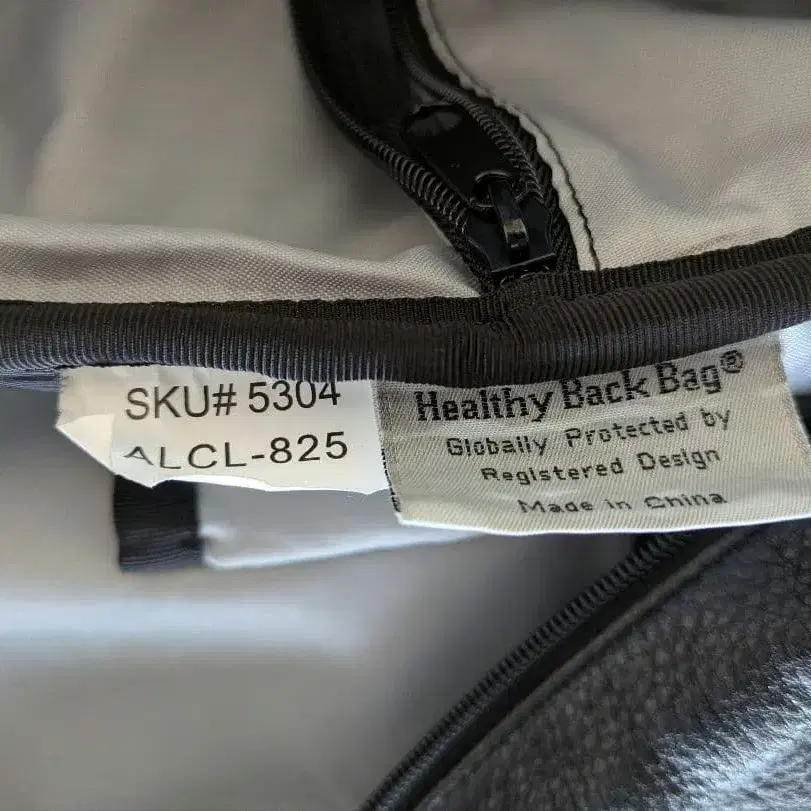 SKU# 5304
ALCL-825
Healthy Back Bag®
Globally Protected by
Registered Design
Made in China